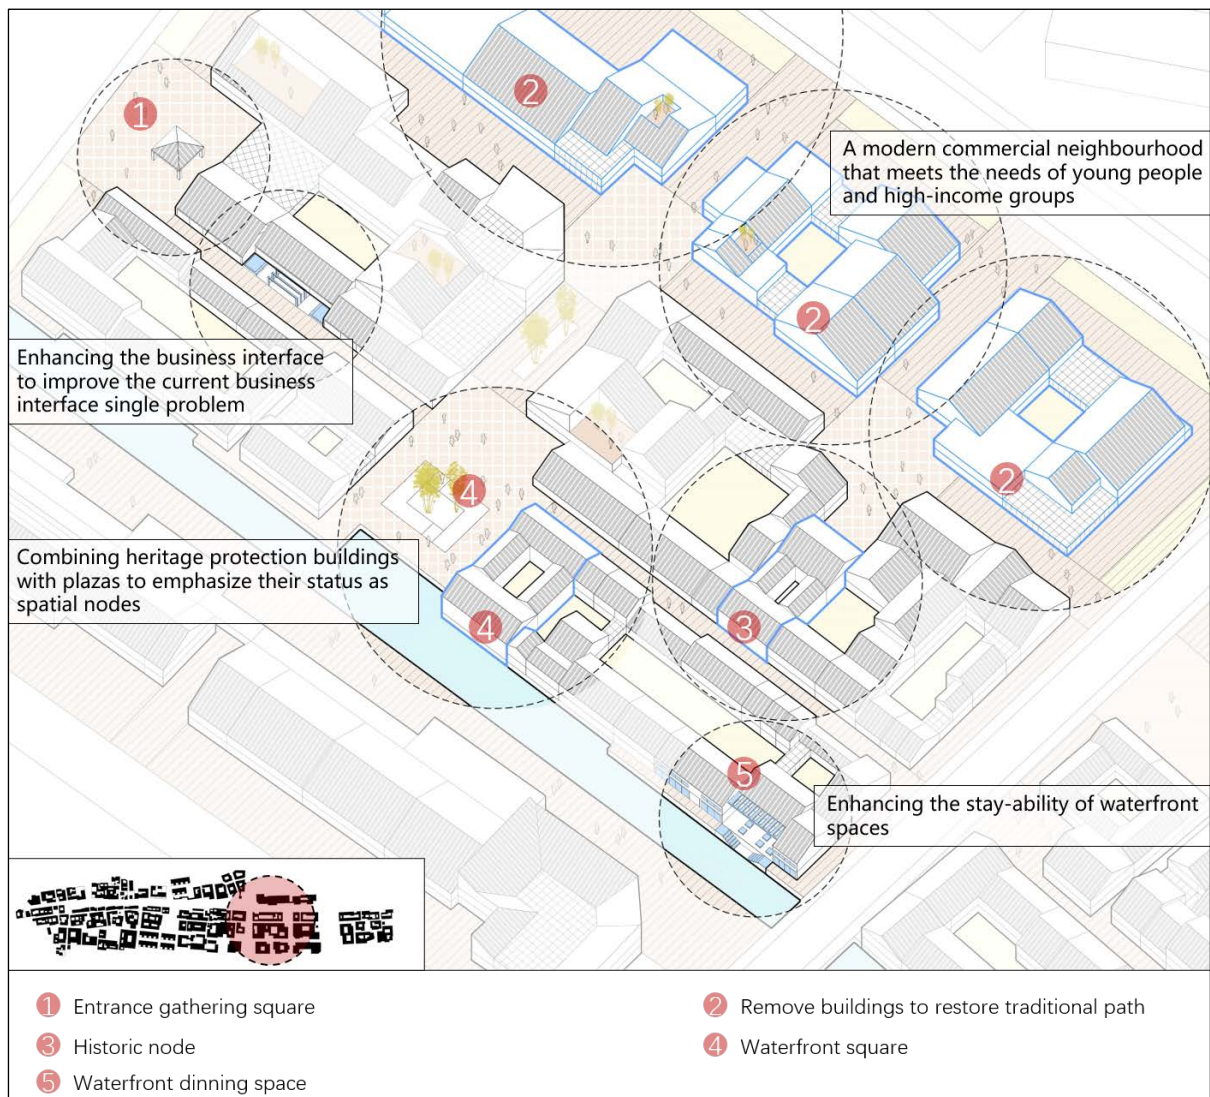 1
2
A modern commercial neighbourhood
that meets the needs of young people
and high-income groups
2
Enhancing the business interface
to improve the current business
interface single problem
2
4
Combining heritage protection buildings
with plazas to emphasize their status as
spatial nodes
4
3
5
Enhancing the stay-ability of waterfront
spaces
1 Entrance gathering square
2 Remove buildings to restore traditional path
3 Historic node
4 Waterfront square
5 Waterfront dinning space